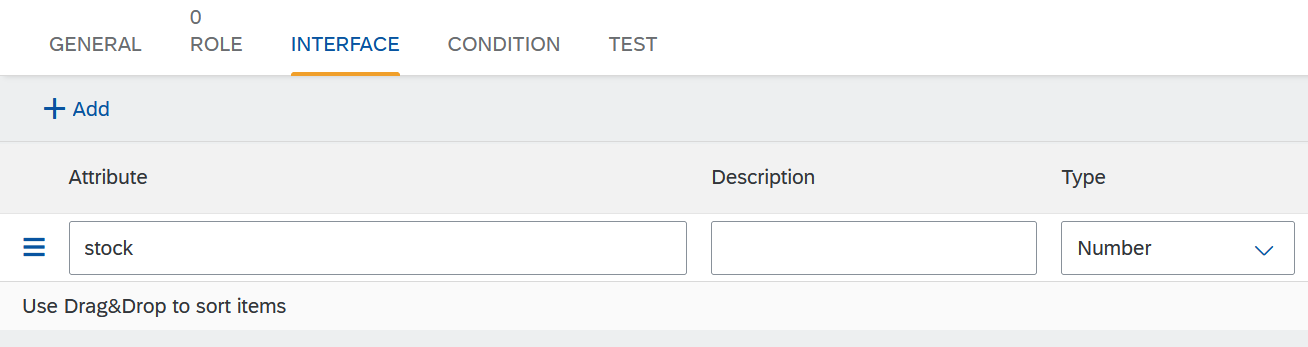 0
GENERAL ROLE INTERFACE CONDITION TEST
Add
Attribute Description Type
stock Number
Use Drag&Drop to sort items